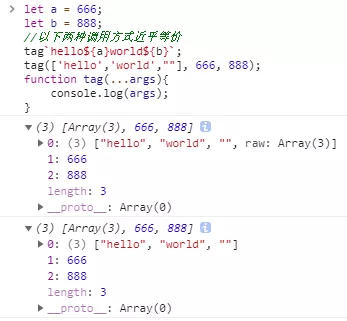 > let a = 666;
let b = 888;
//以下两种调用方式近乎等价
tag`hello${a}world${b}`;
tag(['hello','world',""], 666, 888);
function tag(...args){
console.log(args);
}
▼ (3) [Array(3), 666, 888] i
▶ 0: (3) ["hello", "world", "", raw: Array(3)]
1: 666
2: 888
length: 3
▶ __proto__: Array(0)
▼ (3) [Array(3), 666, 888] i
▶ 0: (3) ["hello", "world", ""]
1: 666
2: 888
length: 3
▶ __proto__: Array(0)